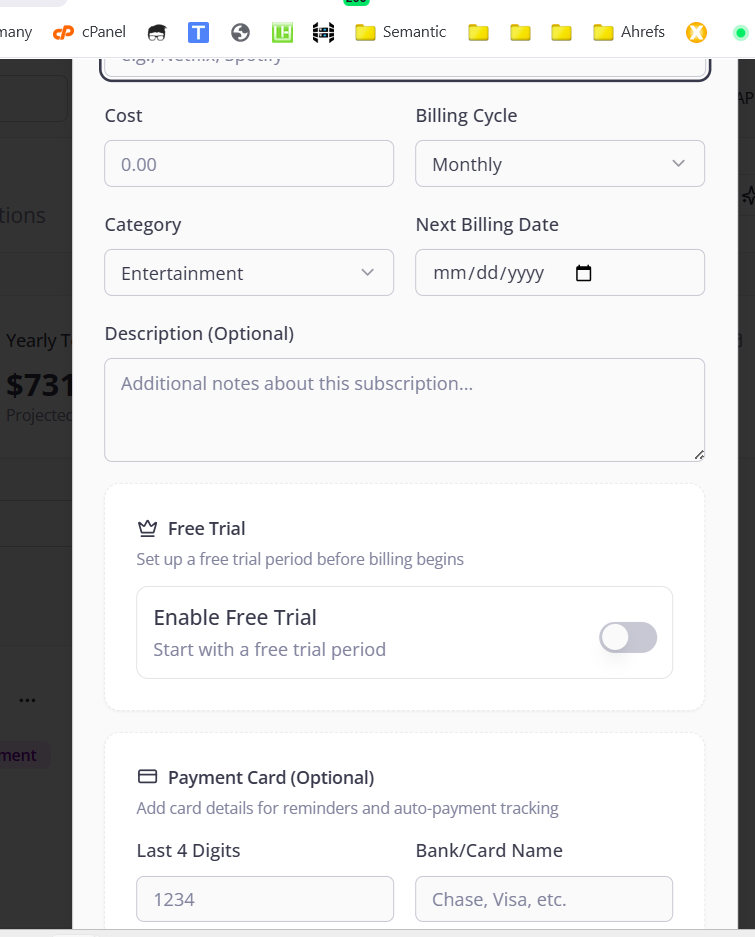 many cPanel T LH Semantic Ahrefs
e.g., Netflix, Spotify
Cost Billing Cycle
0.00 Monthly
tions
Category Next Billing Date
Entertainment mm/dd/yyyy
Description (Optional)
Yearly T
$731
Projected
Additional notes about this subscription...
Free Trial
Set up a free trial period before billing begins
Enable Free Trial
Start with a free trial period
...
ment
Payment Card (Optional)
Add card details for reminders and auto-payment tracking
Last 4 Digits Bank/Card Name
1234 Chase, Visa, etc.